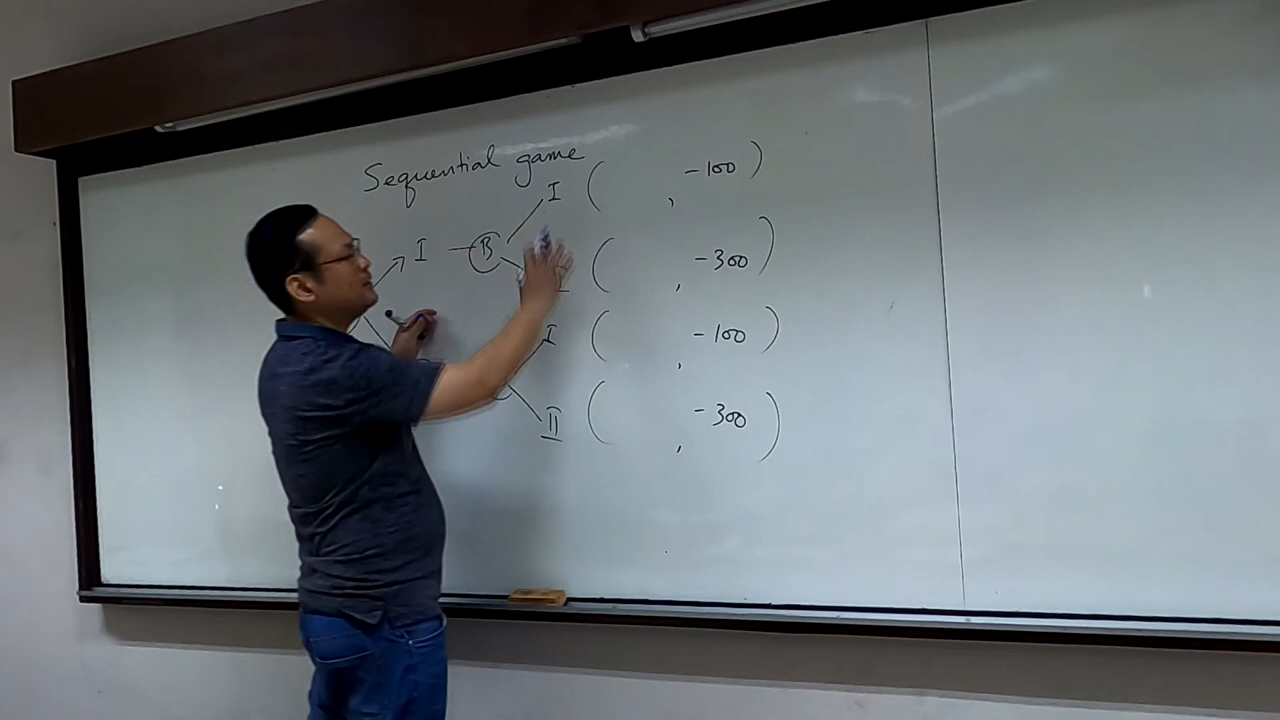 Sequential game
I ( , -100 )
I B
( , -300 )
I ( , -100 )
II ( , -300 )